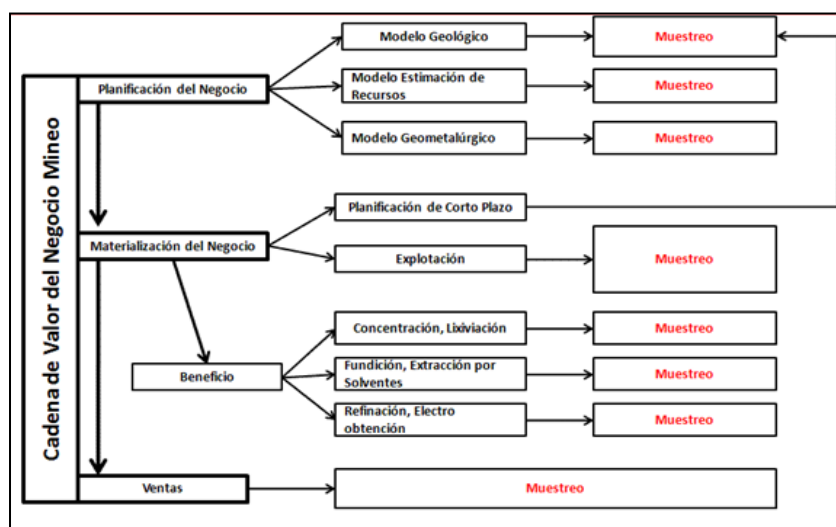 Cadena de Valor del Negocio Mineo
Modelo Geológico
Muestreo
Planificación del Negocio
Modelo Estimación de
Recursos
Muestreo
Modelo Geometalúrgico
Muestreo
Planificación de Corto Plazo
Materialización del Negocio
Explotación
Muestreo
Concentración, Lixiviación
Muestreo
Beneficio
Fundición, Extracción por
Solventes
Muestreo
Refinación, Electro
obtención
Muestreo
Ventas
Muestreo